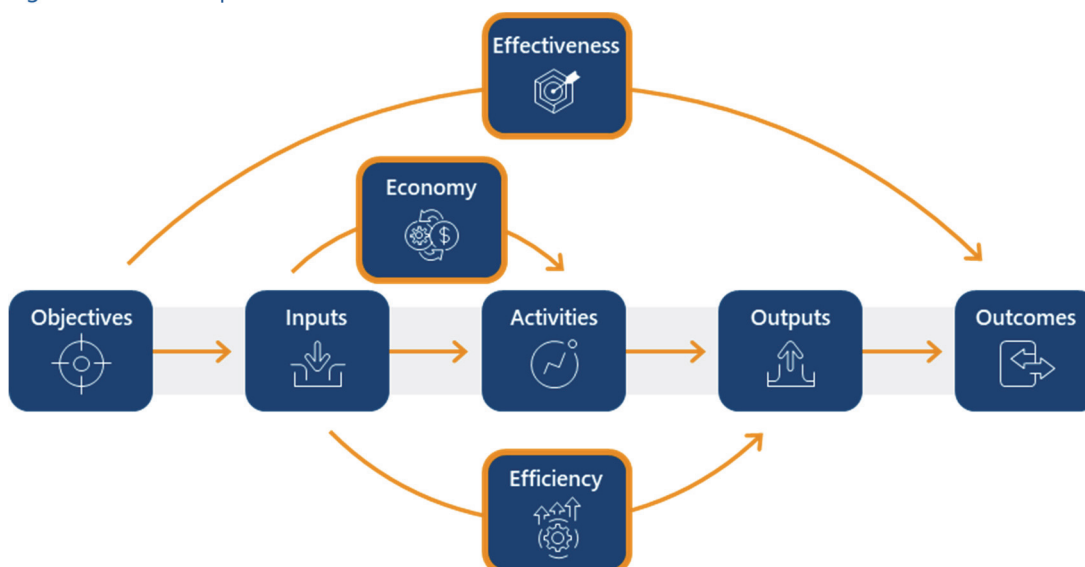 Effectiveness
Economy
$
Objectives
Inputs
Activities
Outputs
Outcomes
Efficiency